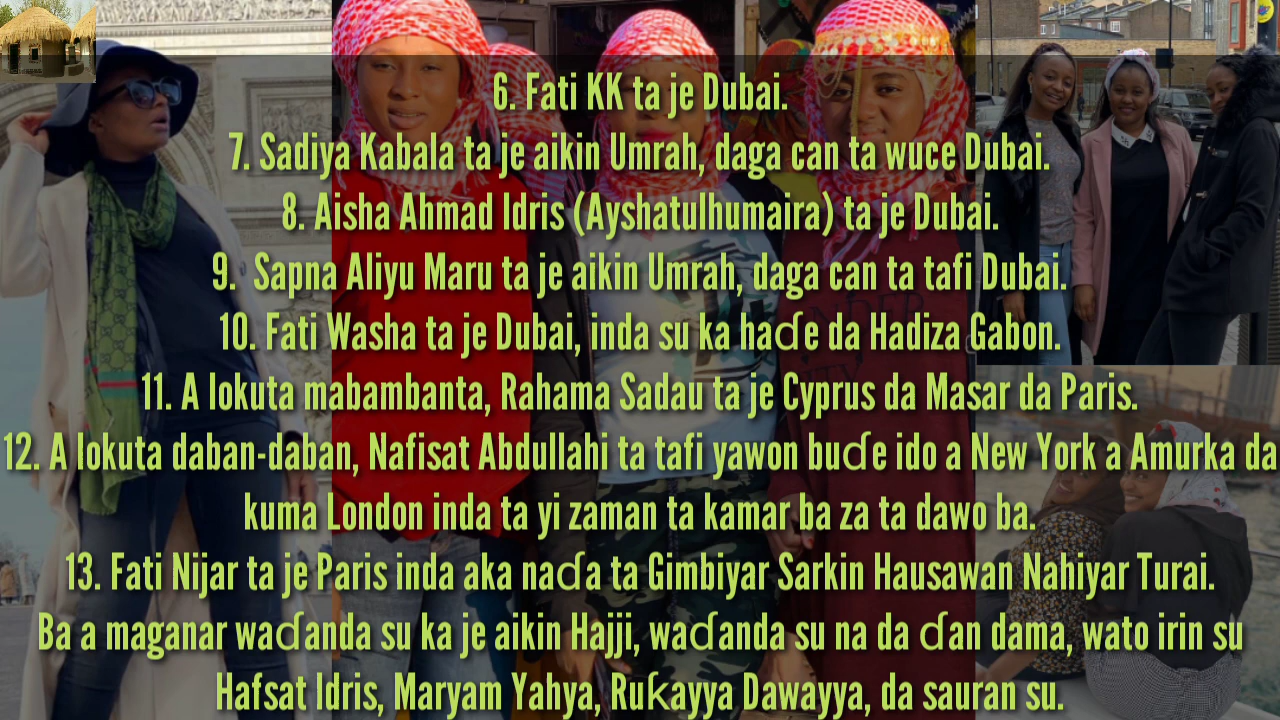 6. Fati KK ta je Dubai.
7. Sadiya Kabala ta je aikin Umrah, daga can ta wuce Dubai.
8. Aisha Ahmad Idris (Ayshatulhumaira) ta je Dubai.
9. Sapna Aliyu Maru ta je aikin Umrah, daga can ta tafi Dubai.
10. Fati Washa ta je Dubai, inda su ka haɗe da Hadiza Gabon.
11. A lokuta mabambanta, Rahama Sadau ta je Cyprus da Masar da Paris.
12. A lokuta daban-daban, Nafisat Abdullahi ta tafi yawon buɗe ido a New York a Amurka da
kuma London inda ta yi zaman ta kamar ba za ta dawo ba.
13. Fati Nijar ta je Paris inda aka naɗa ta Gimbiyar Sarkin Hausawan Nahiyar Turai.
Ba a maganar waɗanda su ka je aikin Hajji, waɗanda su na da ɗan dama, wato irin su
Hafsat Idris, Maryam Yahya, Ruƙayya Dawayya, da sauran su.